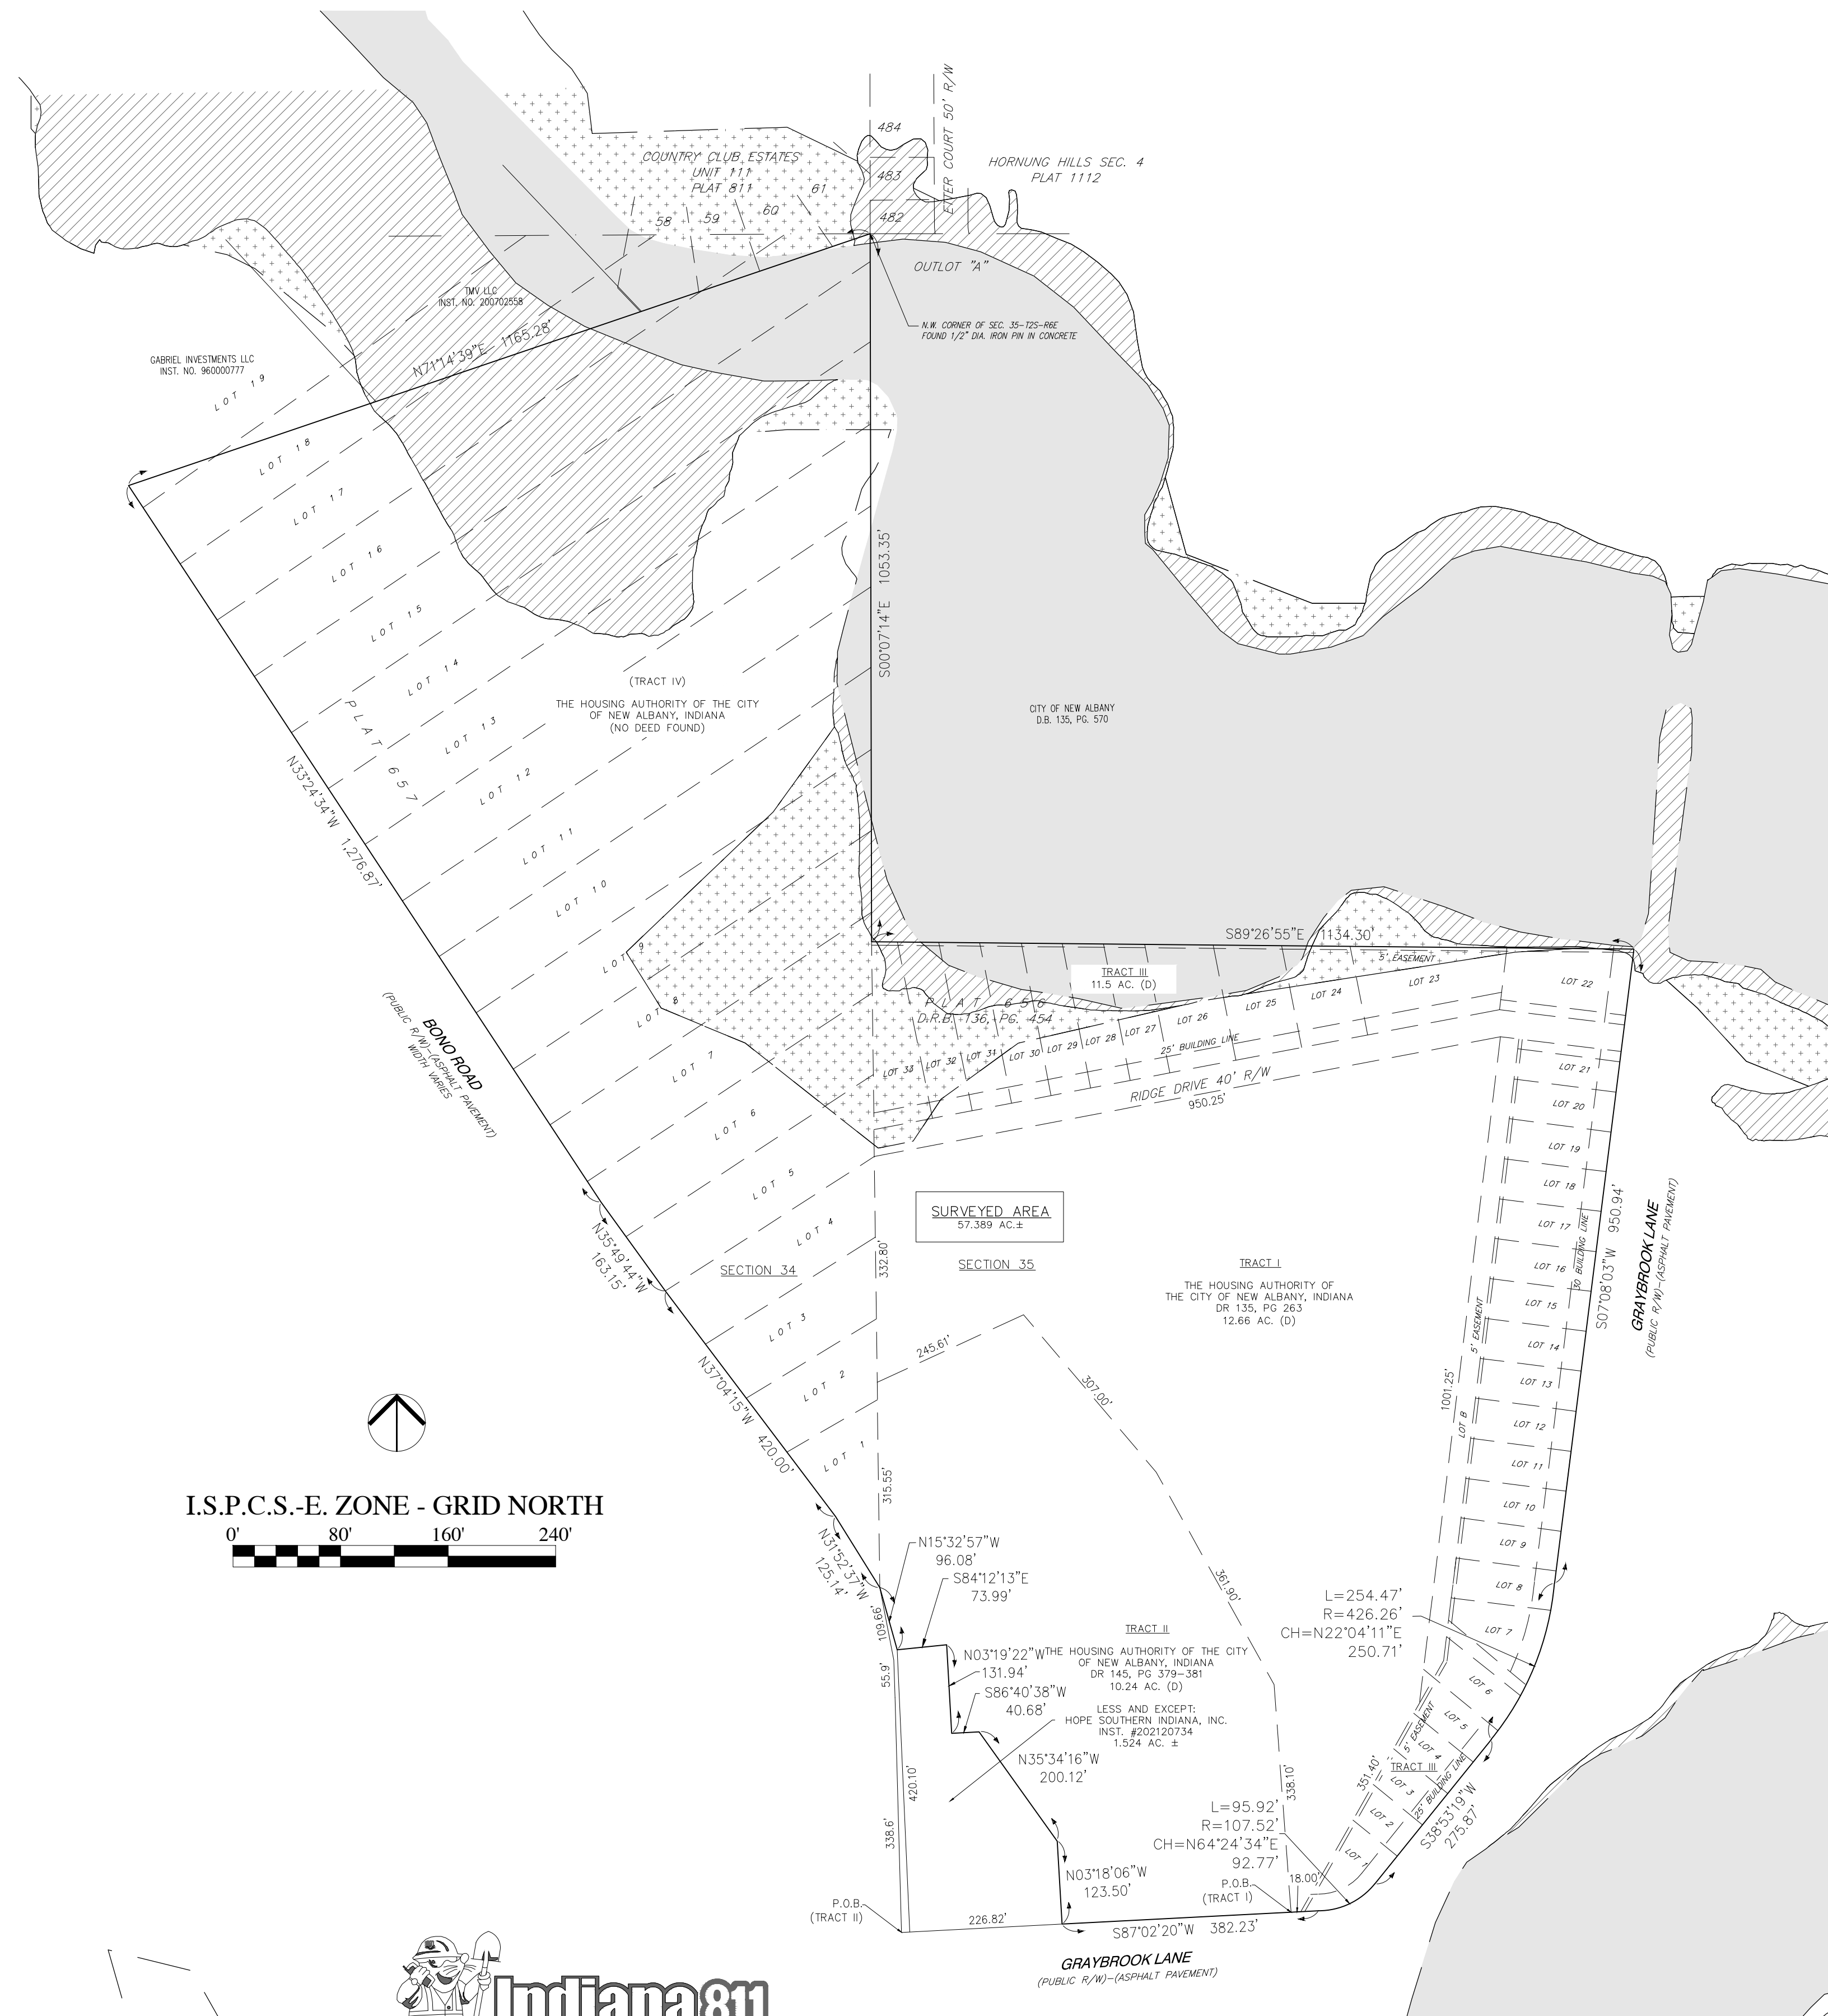 484
483
482
EITER COURT 50' R/W
HORNUNG HILLS SEC. 4
PLAT 1112
COUNTRY CLUB ESTATES
UNIT 111
PLAT 811
58
59
60
61
OUTLOT "A"
N.W. CORNER OF SEC. 35-T2S-R6E
FOUND 1/2" DIA. IRON PIN IN CONCRETE
TMV LLC
INST. NO. 200702558
N71°14'39"E 1165.28'
GABRIEL INVESTMENTS LLC
INST. NO. 960000777
LOT 19
LOT 18
LOT 17
LOT 16
LOT 15
LOT 14
LOT 13
LOT 12
LOT 11
LOT 10
LOT 9
LOT 8
LOT 7
LOT 6
LOT 5
LOT 4
LOT 3
LOT 2
LOT 1
PLAT 657
(TRACT IV)
THE HOUSING AUTHORITY OF THE CITY
OF NEW ALBANY, INDIANA
(NO DEED FOUND)
S00°07'14"E 1053.35'
CITY OF NEW ALBANY
D.B. 135, PG. 570
N33°24'34"W 1,276.87'
BONO ROAD
(PUBLIC R/W)-(ASPHALT PAVEMENT)
WIDTH VARIES
S89°26'55"E 1134.30'
5' EASEMENT
TRACT III
11.5 AC. (D)
PLAT 656
D.R.B. 136, PG. 454
LOT 33
LOT 32
LOT 31
LOT 30
LOT 29
LOT 28
LOT 27
LOT 26
LOT 25
LOT 24
LOT 23
LOT 22
25' BUILDING LINE
RIDGE DRIVE 40' R/W
950.25'
LOT 21
LOT 20
LOT 19
LOT 18
LOT 17
LOT 16
LOT 15
LOT 14
LOT 13
LOT 12
LOT 11
LOT 10
LOT 9
LOT 8
LOT 7
LOT 6
LOT 5
LOT 4
LOT 3
LOT 2
LOT 1
30 BUILDING LINE
S07°08'03"W 950.94'
GRAYBROOK LANE
(PUBLIC R/W)-(ASPHALT PAVEMENT)
5' EASEMENT
1001.25'
LOT B
SURVEYED AREA
57.389 AC.±
SECTION 34
SECTION 35
332.80'
TRACT I
THE HOUSING AUTHORITY OF
THE CITY OF NEW ALBANY, INDIANA
DR 135, PG 263
12.66 AC. (D)
N35°49'44"W
163.15'
N37°04'15"W 420.00'
245.61'
307.00'
361.90'
315.55'
N31°52'37"W
125.14'
N15°32'57"W
96.08'
S84°12'13"E
73.99'
109.66'
55.9'
N03°19'22"W
131.94'
S86°40'38"W
40.68'
N35°34'16"W
200.12'
N03°18'06"W
123.50'
TRACT II
THE HOUSING AUTHORITY OF THE CITY
OF NEW ALBANY, INDIANA
DR 145, PG 379-381
10.24 AC. (D)
LESS AND EXCEPT:
HOPE SOUTHERN INDIANA, INC.
INST. #202120734
1.524 AC. ±
L=254.47'
R=426.26'
CH=N22°04'11"E
250.71'
5' EASEMENT
TRACT III
25' BUILDING LINE
351.40'
S38°53'19"W
275.87'
338.10'
L=95.92'
R=107.52'
CH=N64°24'34"E
92.77'
18.00'
P.O.B.
(TRACT I)
420.10'
338.6'
P.O.B.
(TRACT II)
226.82'
S87°02'20"W 382.23'
GRAYBROOK LANE
(PUBLIC R/W)-(ASPHALT PAVEMENT)
I.S.P.C.S.-E. ZONE - GRID NORTH
0' 80' 160' 240'
Indiana811